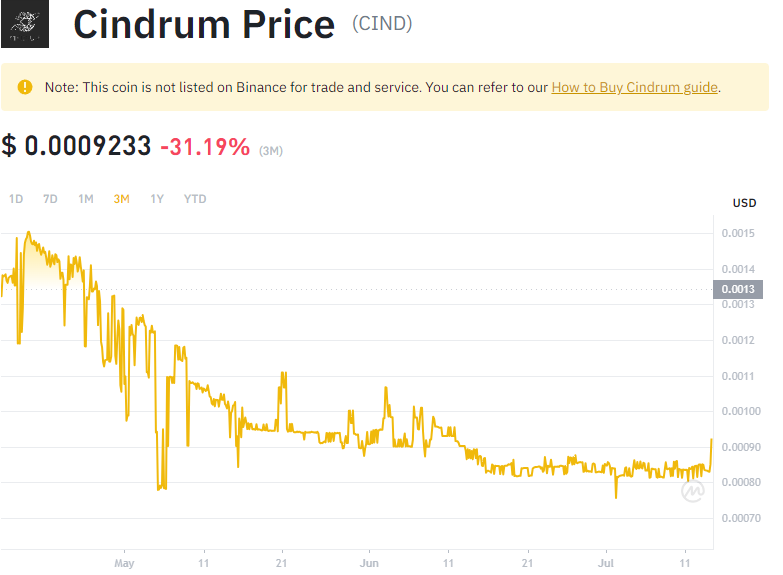 Cindrum Price (CIND)
Note: This coin is not listed on Binance for trade and service. You can refer to our How to Buy Cindrum guide.
$ 0.0009233 -31.19% (3M)
1D 7D 1M 3M 1Y YTD
USD
0.0015
0.0014
0.0013
0.0013
0.0012
0.0011
0.00100
0.00090
0.00080
0.00070
May 11 21 Jun 11 21 Jul 11